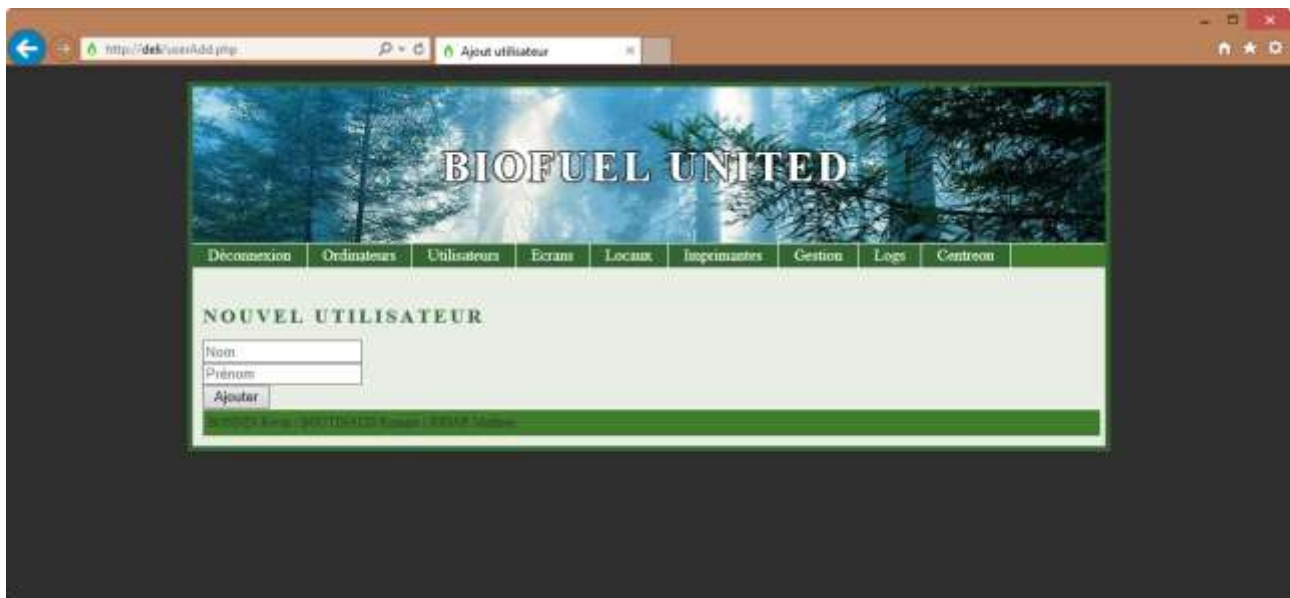 http://deli/userAdd.php
Ajout utilisateur
BIOFUEL UNITED
Déconnexion Ordinateurs Utilisateurs Ecrans Locaux Imprimantes Gestion Logs Centreon
NOUVEL UTILISATEUR
Nom
Prénom
Ajouter